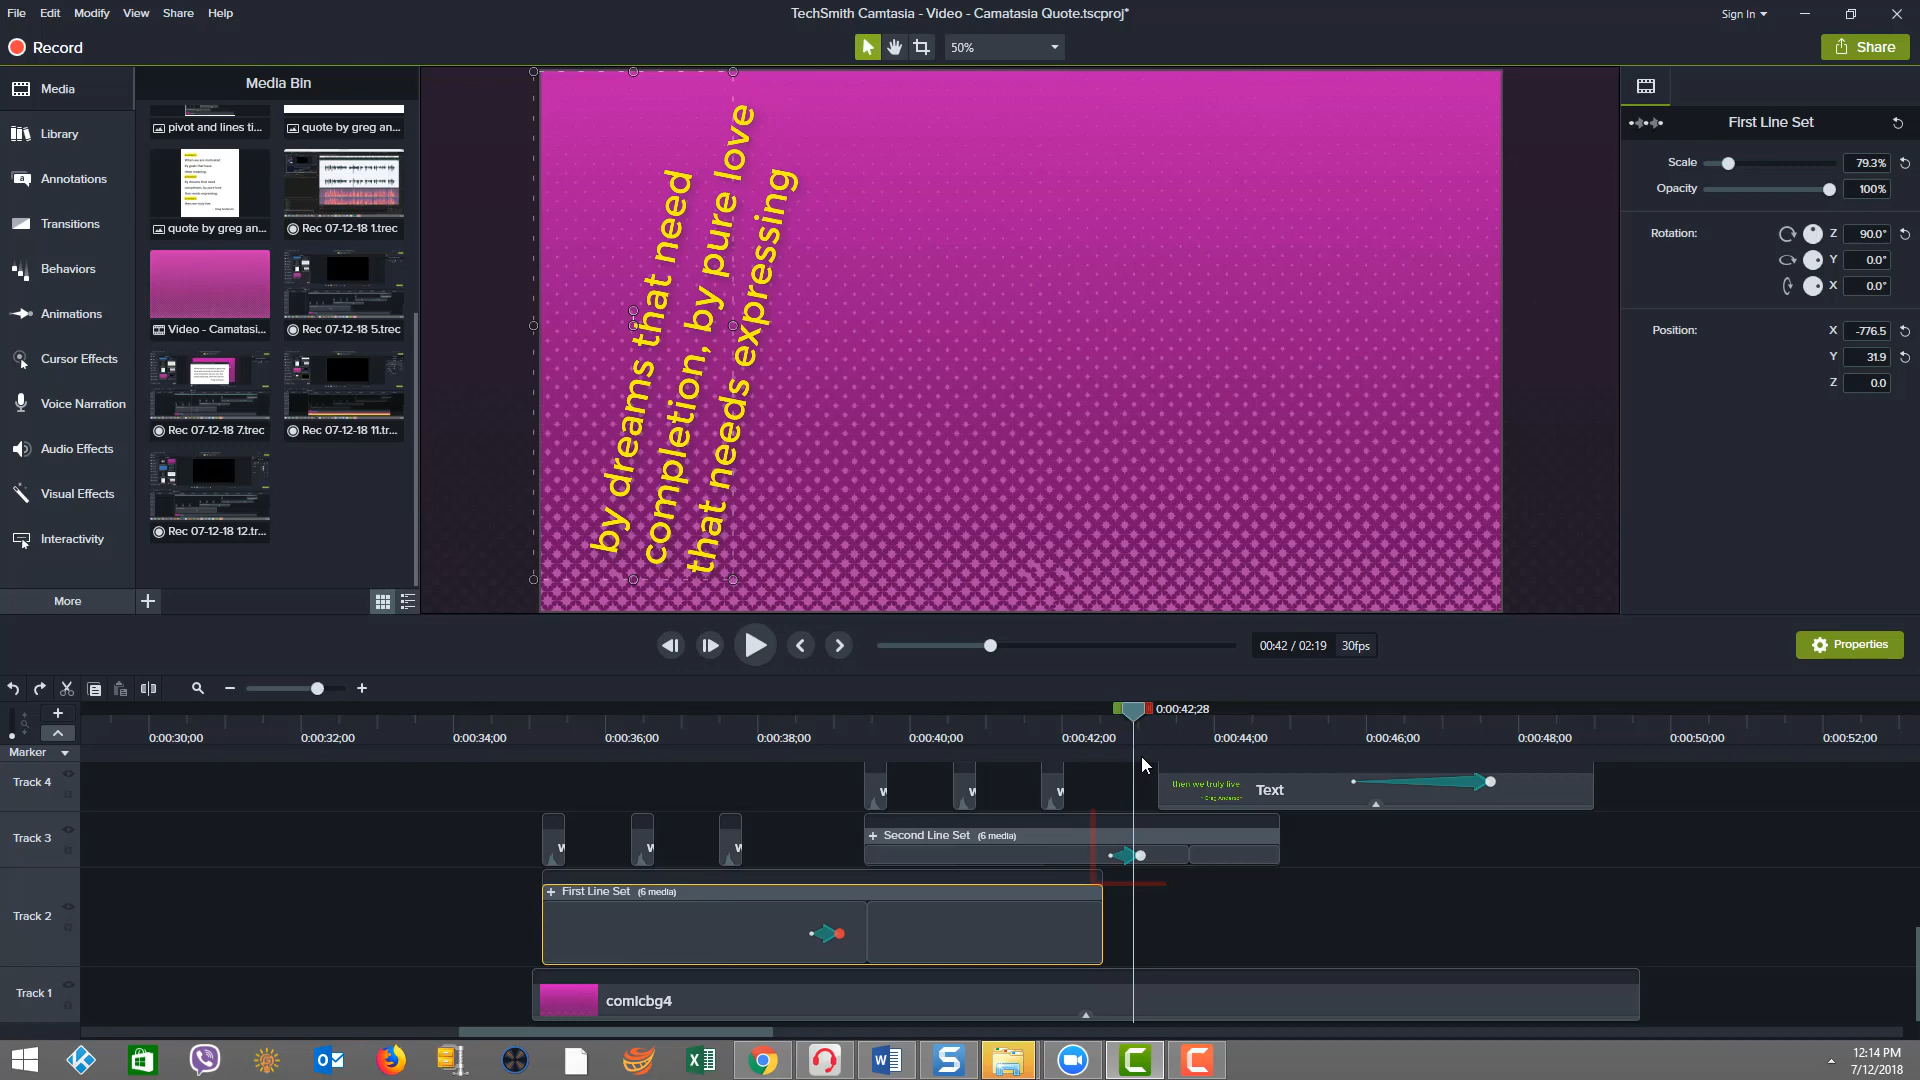 File Edit Modify View Share Help
TechSmith Camtasia - Video - Camatasia Quote.tscproj*
Sign In
Record
50%
Share
Media
Library
Annotations
Transitions
Behaviors
Animations
Cursor Effects
Voice Narration
Audio Effects
Visual Effects
Interactivity
More
Media Bin
pivot and lines ti...
quote by greg an...
quote by greg an...
Rec 07-12-18 1.trec
Video - Camatasi...
Rec 07-12-18 5.trec
Rec 07-12-18 7.trec
Rec 07-12-18 11.tr...
Rec 07-12-18 12.tr...
by dreams that need
completion, by pure love
that needs expressing
First Line Set
Scale 79.3%
Opacity 100%
Rotation: Z 90.0°
Y 0.0°
X 0.0°
Position: X -776.5
Y 31.9
Z 0.0
00:42 / 02:19 30fps
Properties
0:00:42;28
0:00:30;00 0:00:32;00 0:00:34;00 0:00:36;00 0:00:38;00 0:00:40;00 0:00:42;00 0:00:44;00 0:00:46;00 0:00:48;00 0:00:50;00 0:00:52;00
Marker
Track 4
w w w
then we truly live.
- Greg Anderson
Text
Track 3
w w w
+ Second Line Set (6 media)
Track 2
+ First Line Set (6 media)
Track 1
comicbg4
12:14 PM
7/12/2018